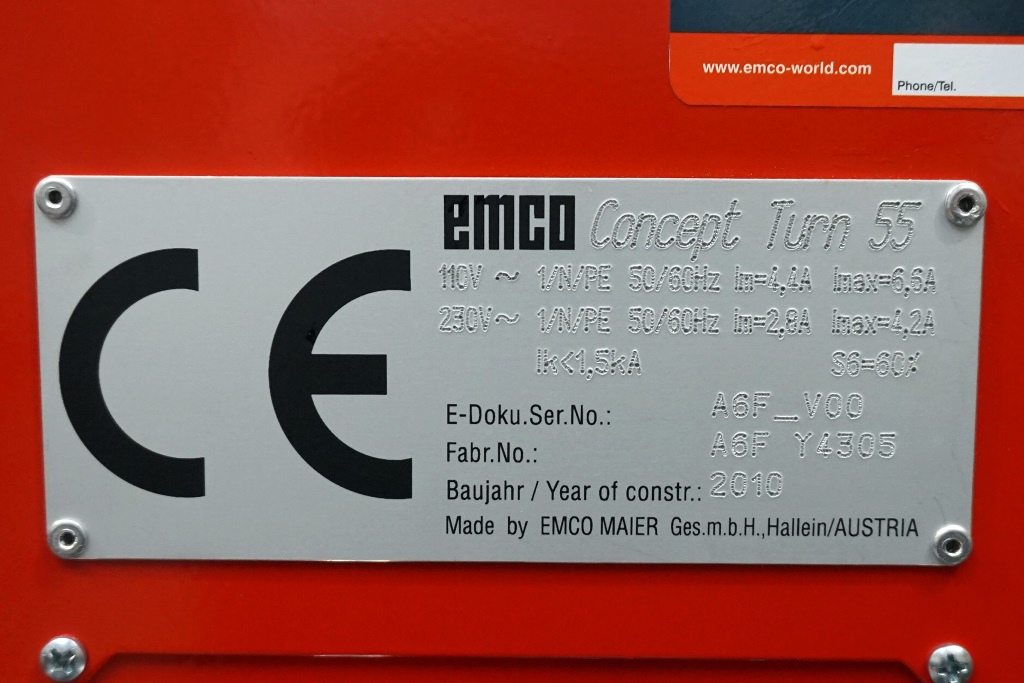 www.emco-world.com
Phone/Tel.
CE
emco Concept Turn 55
110V ~ 1/N/PE 50/60Hz Im=4,4A Imax=6,6A
230V~ 1/N/PE 50/60Hz Im=2,8A Imax=4,2A
Ik<1,5kA S6=60%
E-Doku.Ser.No.: A6F_V00
Fabr.No.: A6F Y4305
Baujahr / Year of constr.: 2010
Made by EMCO MAIER Ges.m.b.H.,Hallein/AUSTRIA